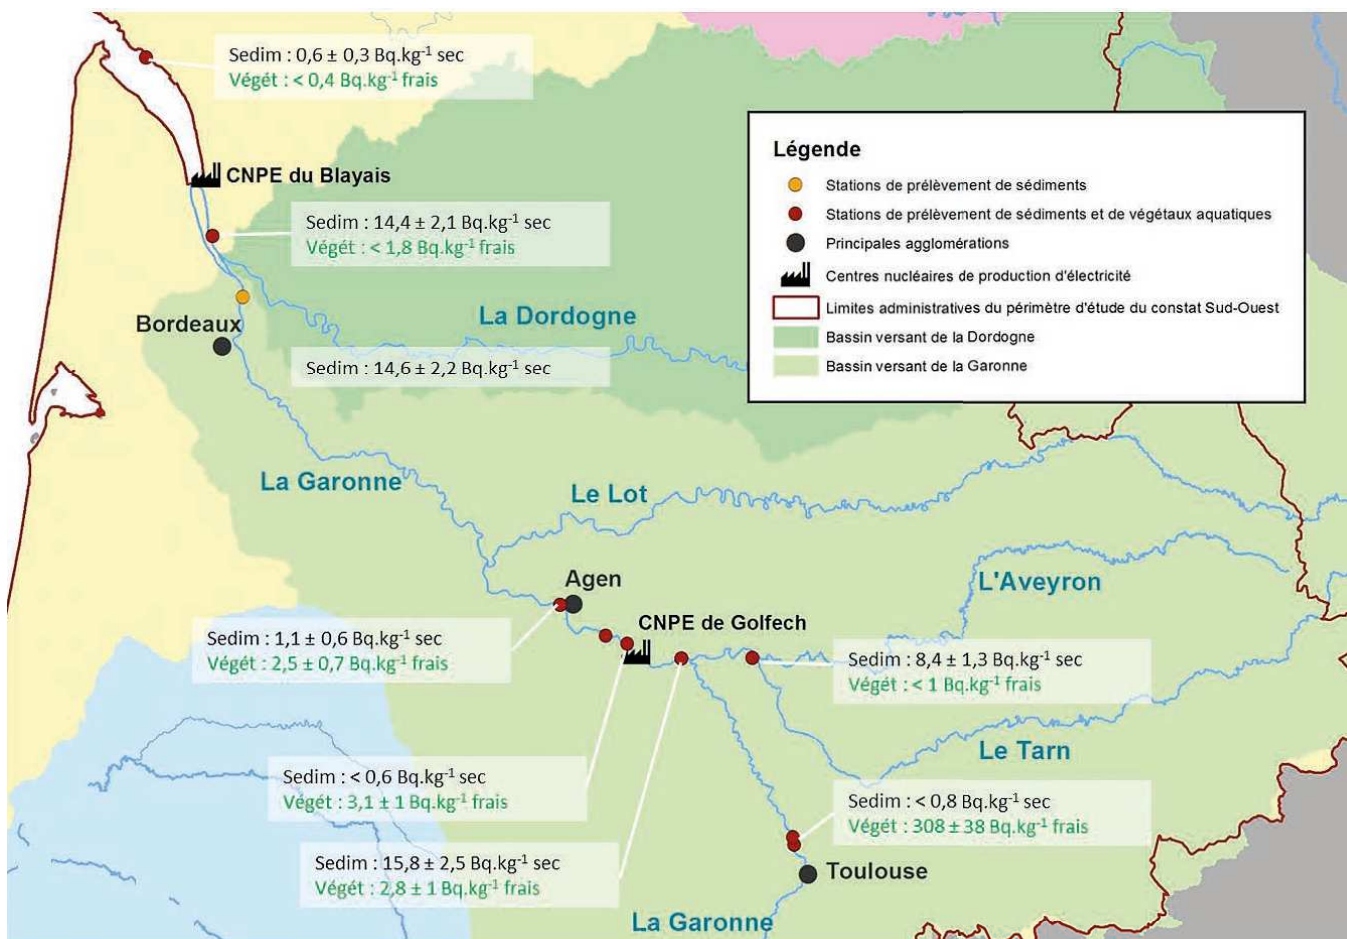 Sedim : 0,6 ± 0,3 Bq.kg⁻¹ sec
Végét : < 0,4 Bq.kg⁻¹ frais
CNPE du Blayais
Sedim : 14,4 ± 2,1 Bq.kg⁻¹ sec
Végét : < 1,8 Bq.kg⁻¹ frais
Légende
Stations de prélèvement de sédiments
Stations de prélèvement de sédiments et de végétaux aquatiques
Principales agglomérations
Centres nucléaires de production d'électricité
Limites administratives du périmètre d'étude du constat Sud-Ouest
Bassin versant de la Dordogne
Bassin versant de la Garonne
La Dordogne
Bordeaux
Sedim : 14,6 ± 2,2 Bq.kg⁻¹ sec
La Garonne
Le Lot
Agen
L'Aveyron
CNPE de Golfech
Sedim : 1,1 ± 0,6 Bq.kg⁻¹ sec
Végét : 2,5 ± 0,7 Bq.kg⁻¹ frais
Sedim : 8,4 ± 1,3 Bq.kg⁻¹ sec
Végét : < 1 Bq.kg⁻¹ frais
Le Tarn
Sedim : < 0,6 Bq.kg⁻¹ sec
Végét : 3,1 ± 1 Bq.kg⁻¹ frais
Sedim : < 0,8 Bq.kg⁻¹ sec
Végét : 308 ± 38 Bq.kg⁻¹ frais
Sedim : 15,8 ± 2,5 Bq.kg⁻¹ sec
Végét : 2,8 ± 1 Bq.kg⁻¹ frais
Toulouse
La Garonne